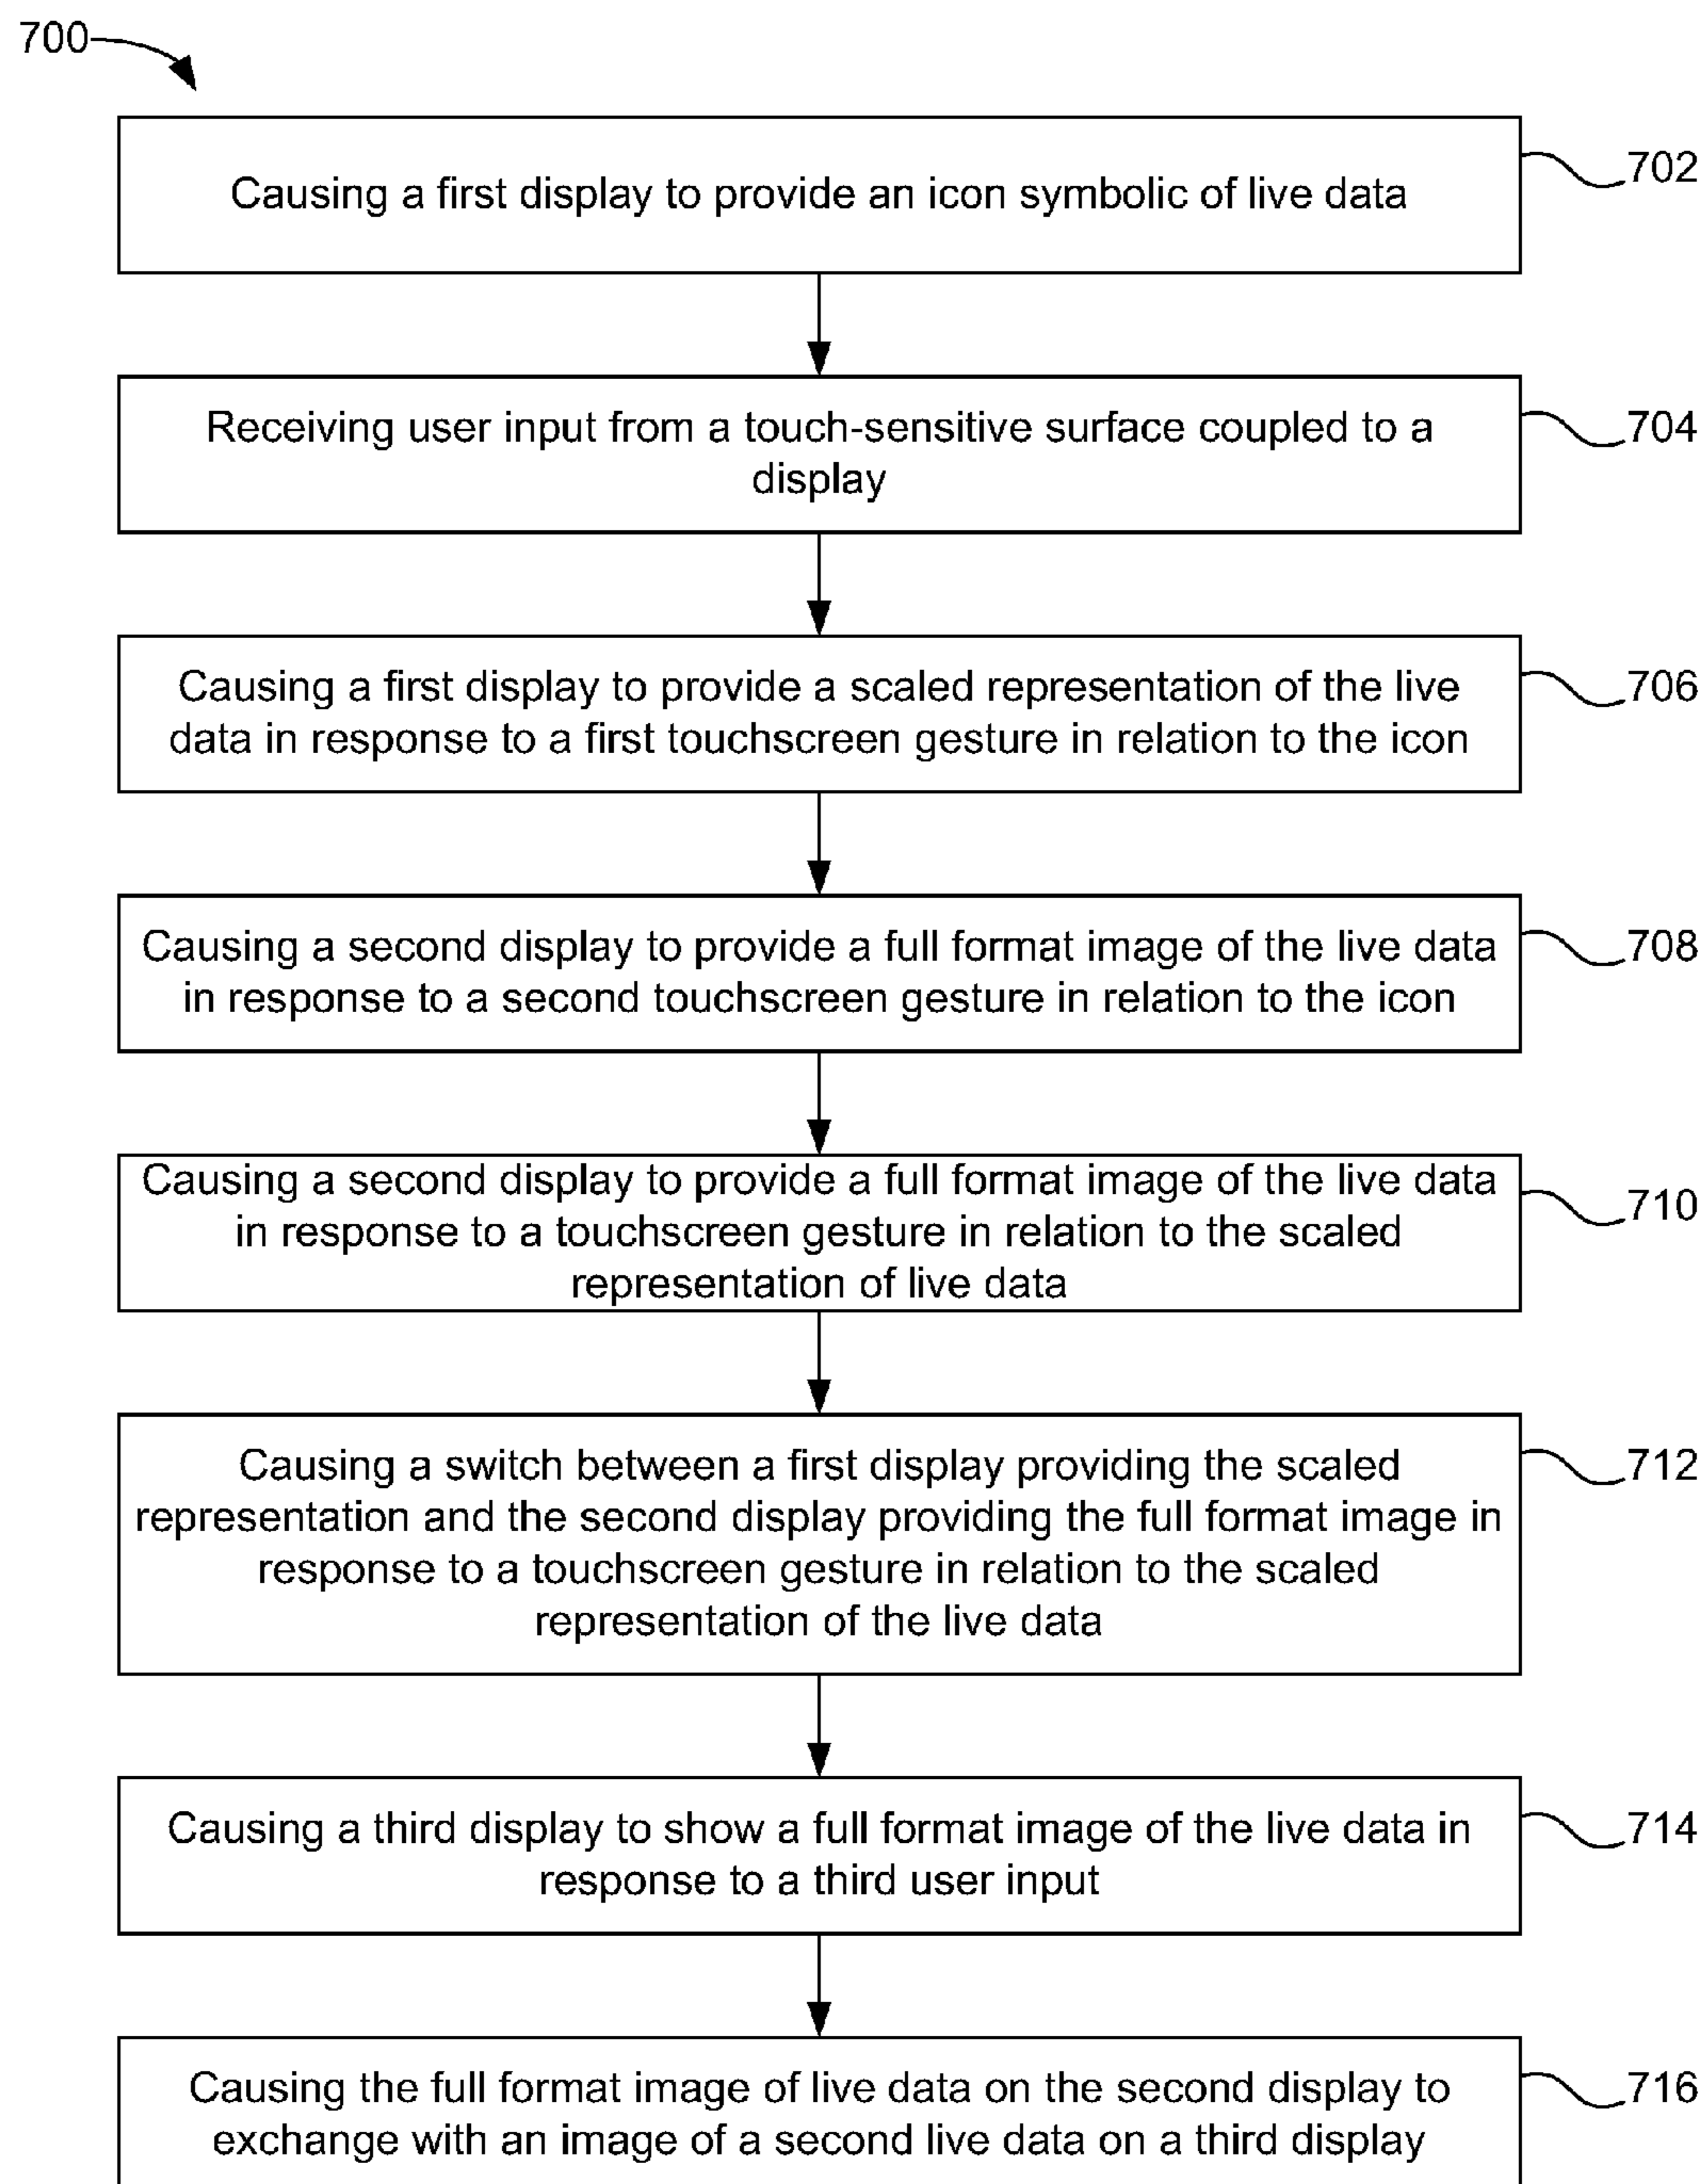 700
Causing a first display to provide an icon symbolic of live data
702
Receiving user input from a touch-sensitive surface coupled to a
display
704
Causing a first display to provide a scaled representation of the live
data in response to a first touchscreen gesture in relation to the icon
706
Causing a second display to provide a full format image of the live data
in response to a second touchscreen gesture in relation to the icon
708
Causing a second display to provide a full format image of the live data
in response to a touchscreen gesture in relation to the scaled
representation of live data
710
Causing a switch between a first display providing the scaled
representation and the second display providing the full format image in
response to a touchscreen gesture in relation to the scaled
representation of the live data
712
Causing a third display to show a full format image of the live data in
response to a third user input
714
Causing the full format image of live data on the second display to
exchange with an image of a second live data on a third display
716